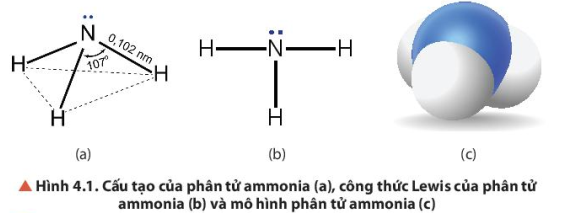 N
0,102 nm
107°
H
H
H
(a)
H
N
H
H
(b)
(c)
▲ Hình 4.1. Cấu tạo của phân tử ammonia (a), công thức Lewis của phân tử
ammonia (b) và mô hình phân tử ammonia (c)